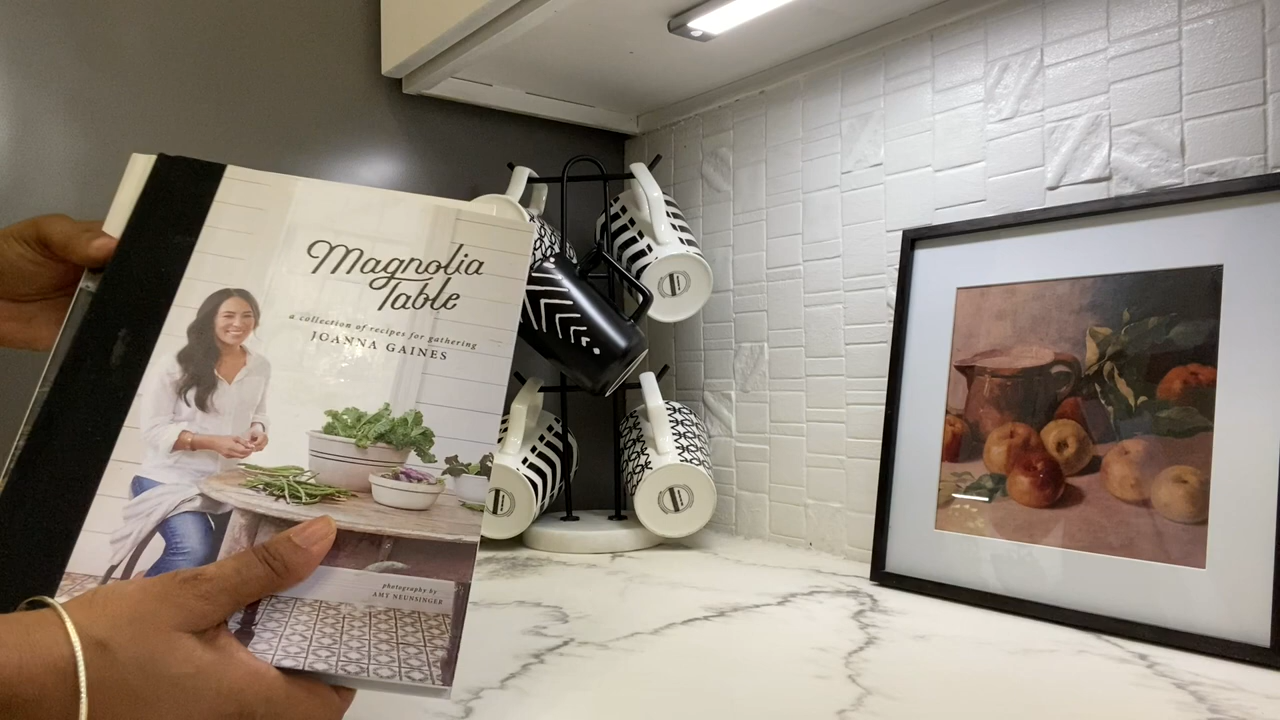 Magnolia
Table
a collection of recipes for gathering
JOANNA GAINES
photography by
AMY NEUNSINGER